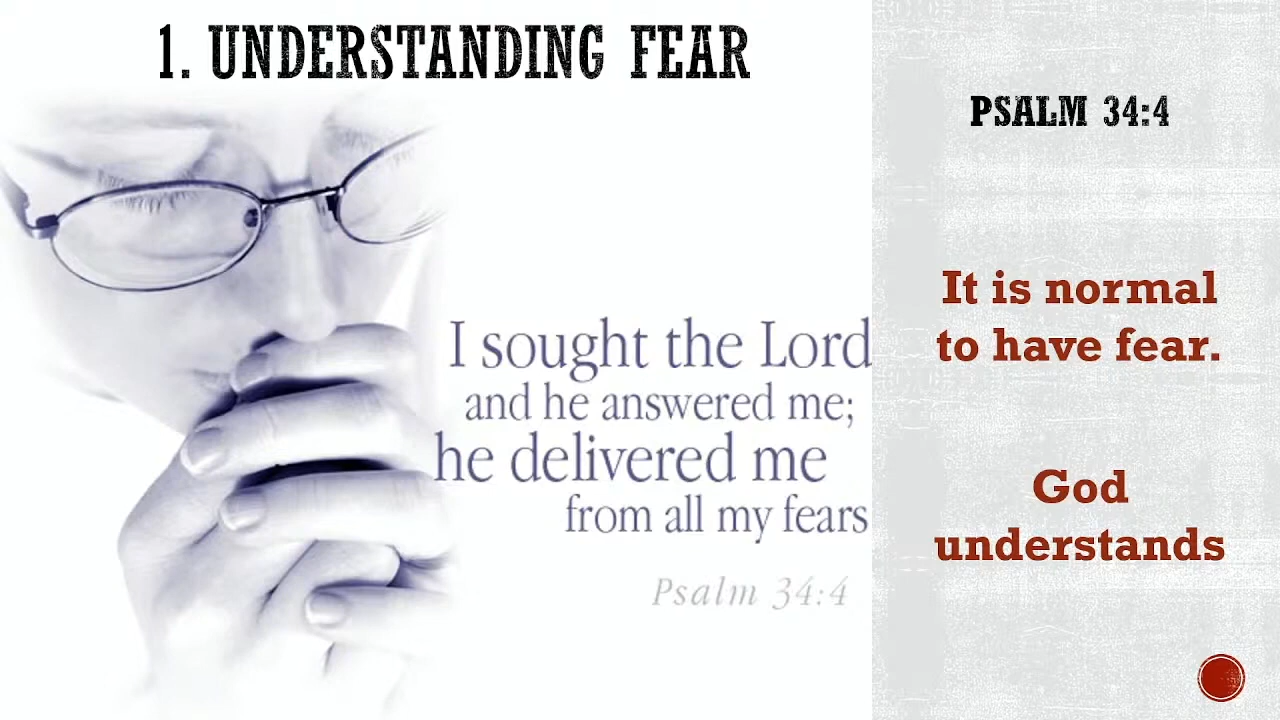 1. UNDERSTANDING FEAR
I sought the Lord
and he answered me;
he delivered me
from all my fears
Psalm 34:4
PSALM 34:4
It is normal
to have fear.
God
understands